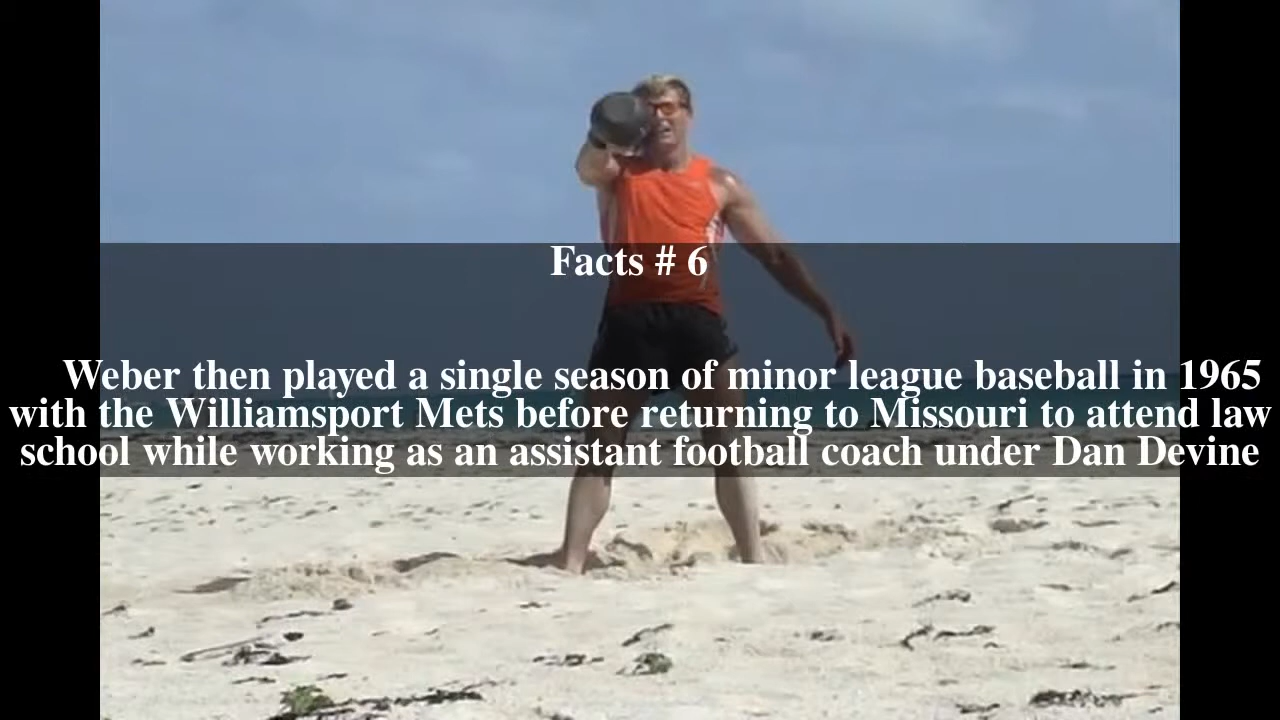 Facts # 6
Weber then played a single season of minor league baseball in 1965
with the Williamsport Mets before returning to Missouri to attend law
school while working as an assistant football coach under Dan Devine